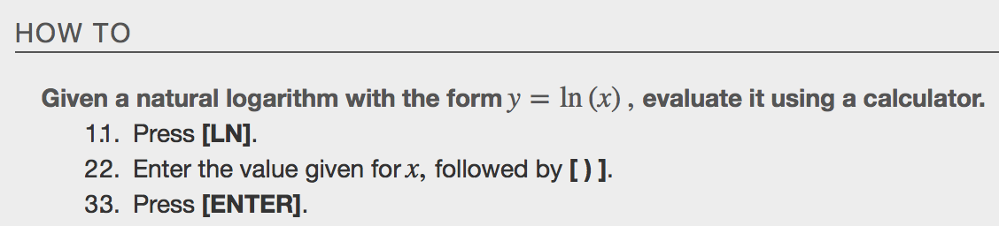 HOW TO
Given a natural logarithm with the form y = ln (x) , evaluate it using a calculator.
11. Press [LN].
22. Enter the value given for x, followed by [ ) ].
33. Press [ENTER].